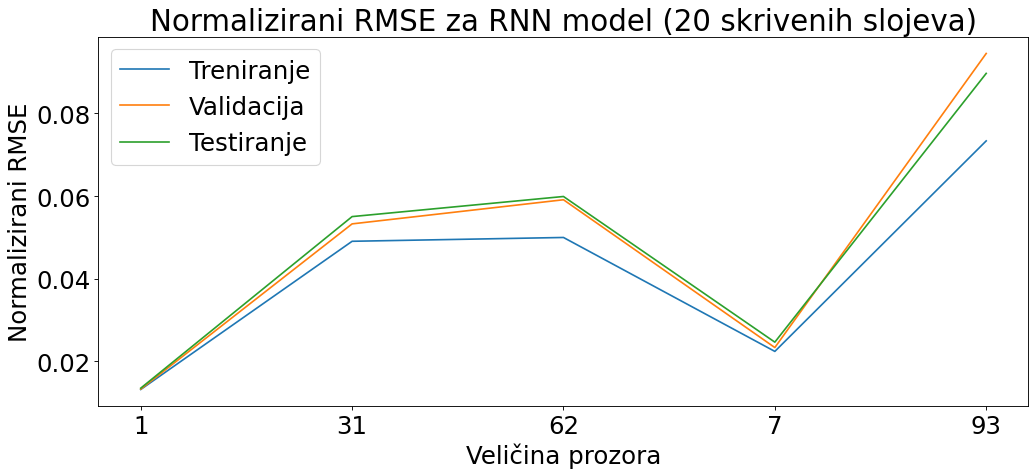 Normalizirani RMSE za RNN model (20 skrivenih slojeva)
Treniranje
Validacija
Testiranje
Normalizirani RMSE
0.08
0.06
0.04
0.02
1 31 62 7 93
Veličina prozora